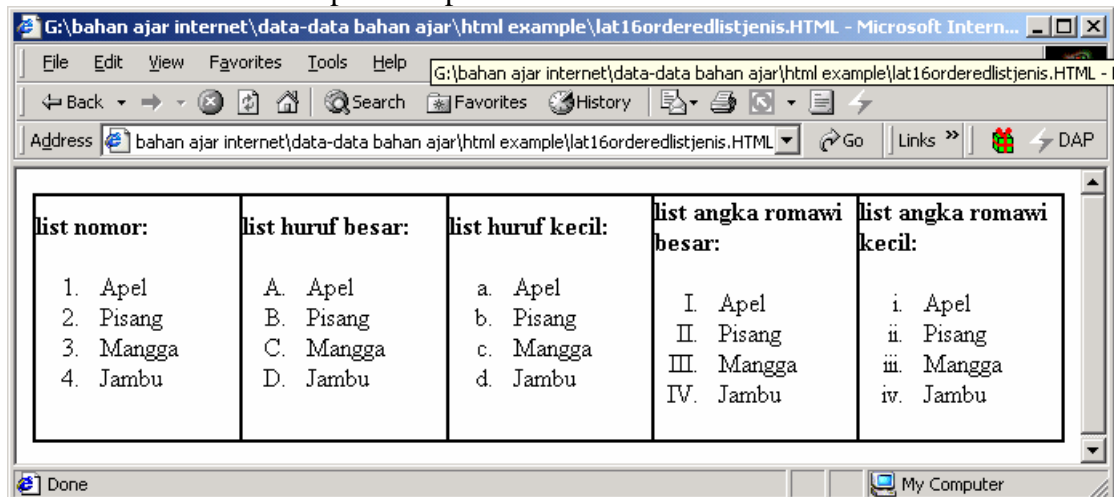 G:\bahan ajar internet\data-data bahan ajar\html example\lat16orderedlistjenis.HTML - Microsoft Intern...
File Edit View Favorites Tools Help
G:\bahan ajar internet\data-data bahan ajar\html example\lat16orderedlistjenis.HTML -
Back Search Favorites History
Address bahan ajar internet\data-data bahan ajar\html example\lat16orderedlistjenis.HTML Go Links » DAP
list nomor:
1. Apel
2. Pisang
3. Mangga
4. Jambu
list huruf besar:
A. Apel
B. Pisang
C. Mangga
D. Jambu
list huruf kecil:
a. Apel
b. Pisang
c. Mangga
d. Jambu
list angka romawi
besar:
I. Apel
II. Pisang
III. Mangga
IV. Jambu
list angka romawi
kecil:
i. Apel
ii. Pisang
iii. Mangga
iv. Jambu
Done My Computer